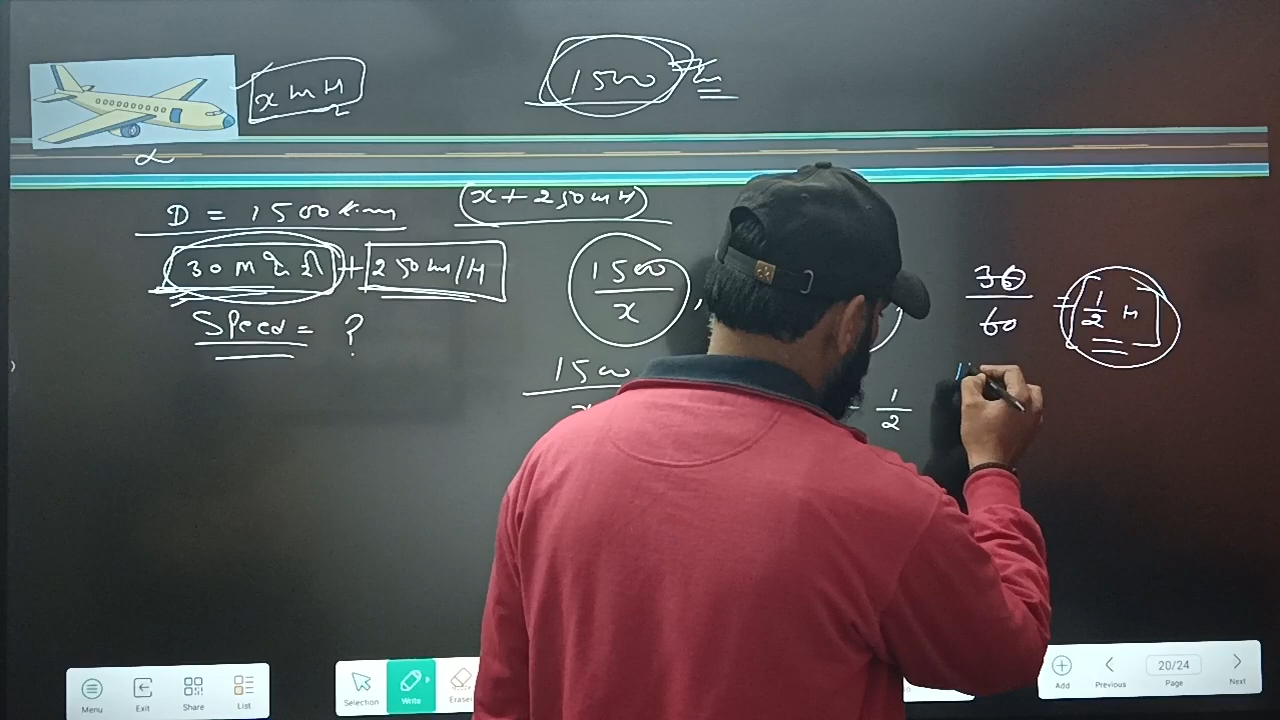 x km H
1500 km
α
D = 1500 km
(x + 250 km H)
30 + 250 km/H
Speed = ?
1500
x
30
60
= 1/2 H
1500
1/2
Menu
Exit
Share
List
Selection
Write
Eraser
Add
Previous
20/24
Page
Next